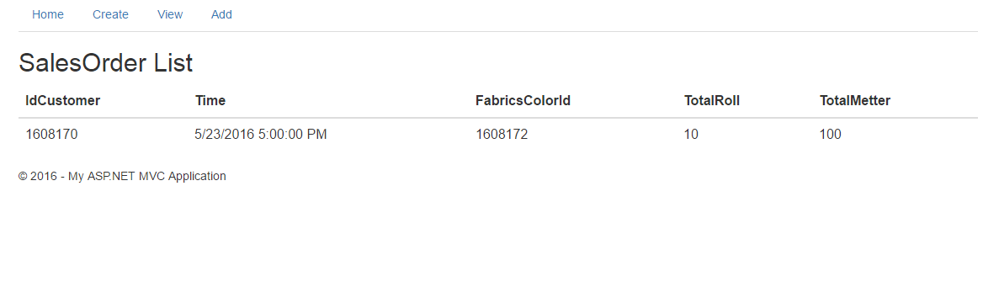 Home Create View Add
SalesOrder List
IdCustomer Time FabricsColorId TotalRoll TotalMetter
1608170 5/23/2016 5:00:00 PM 1608172 10 100
© 2016 - My ASP.NET MVC Application